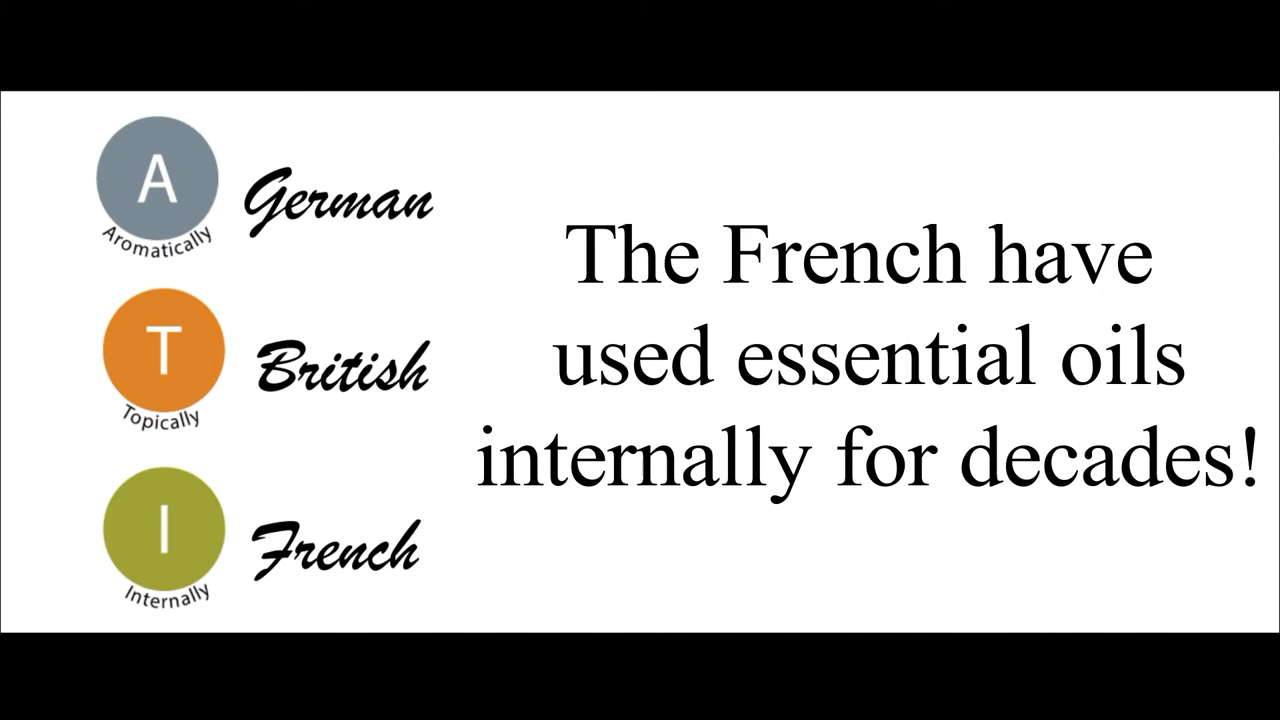 A
Aromatically
German
T
Topically
British
I
Internally
French
The French have
used essential oils
internally for decades!